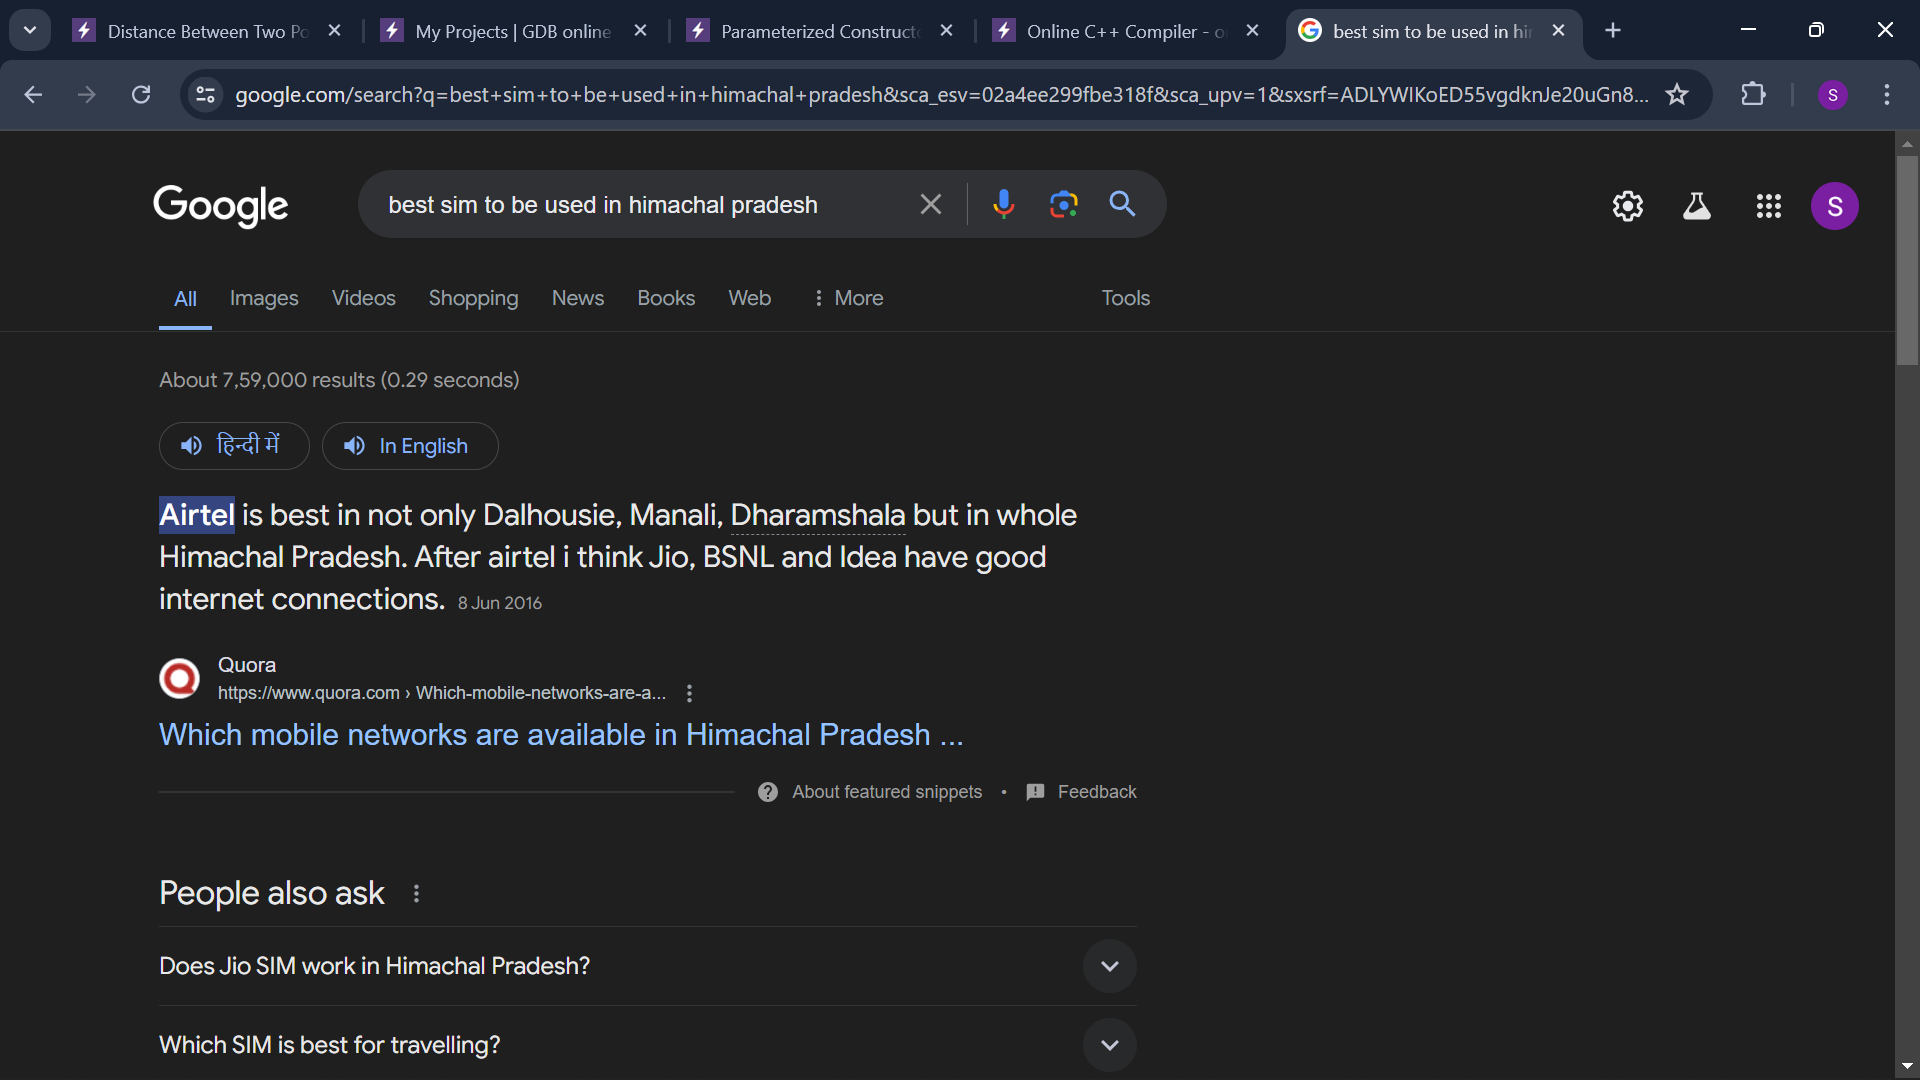 Distance Between Two Po
My Projects | GDB online
Parameterized Constructo
Online C++ Compiler - o
best sim to be used in hi
google.com/search?q=best+sim+to+be+used+in+himachal+pradesh&sca_esv=02a4ee299fbe318f&sca_upv=1&sxsrf=ADLYWIKoED55vgdknJe20uGn8...
S
Google
best sim to be used in himachal pradesh
S
All
Images
Videos
Shopping
News
Books
Web
More
Tools
About 7,59,000 results (0.29 seconds)
हिन्दी में
In English
Airtel is best in not only Dalhousie, Manali, Dharamshala but in whole
Himachal Pradesh. After airtel i think Jio, BSNL and Idea have good
internet connections. 8 Jun 2016
Quora
https://www.quora.com › Which-mobile-networks-are-a...
Which mobile networks are available in Himachal Pradesh ...
About featured snippets • Feedback
People also ask
Does Jio SIM work in Himachal Pradesh?
Which SIM is best for travelling?